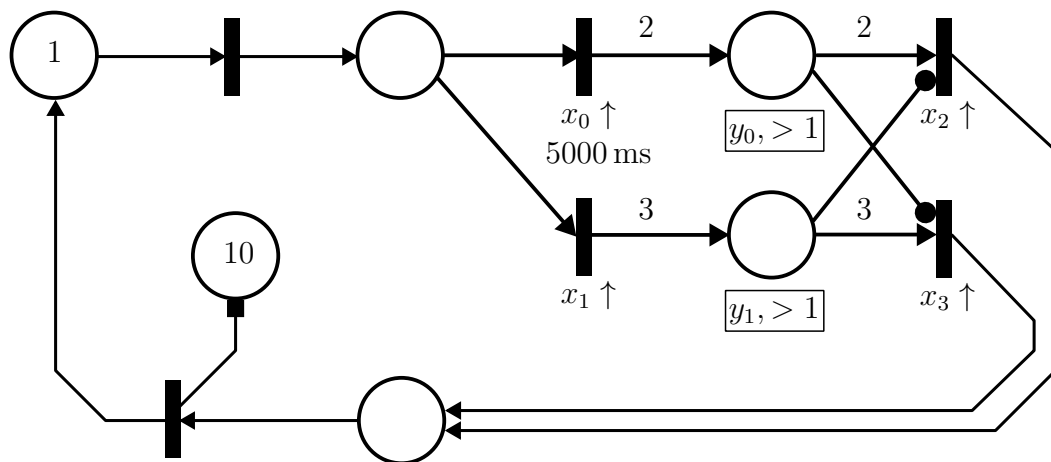 1
2
2
x₀ ↑
5000 ms
y₀, > 1
x₂ ↑
3
3
10
x₁ ↑
y₁, > 1
x₃ ↑